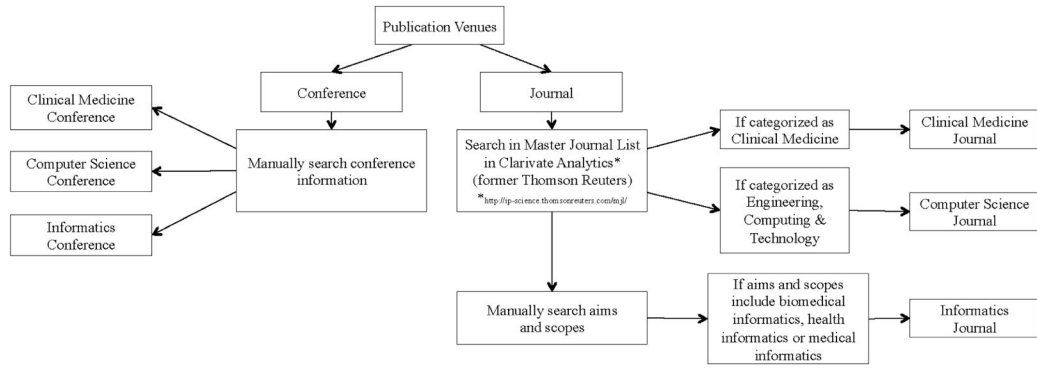 Publication Venues
Conference
Journal
Clinical Medicine
Conference
Computer Science
Conference
Informatics
Conference
Manually search conference
information
Search in Master Journal List
in Clarivate Analytics*
(former Thomson Reuters)
*http://ip-science.thomsonreuters.com/mjl/
If categorized as
Clinical Medicine
Clinical Medicine
Journal
If categorized as
Engineering,
Computing &
Technology
Computer Science
Journal
Manually search aims
and scopes
If aims and scopes
include biomedical
informatics, health
informatics or medical
informatics
Informatics
Journal